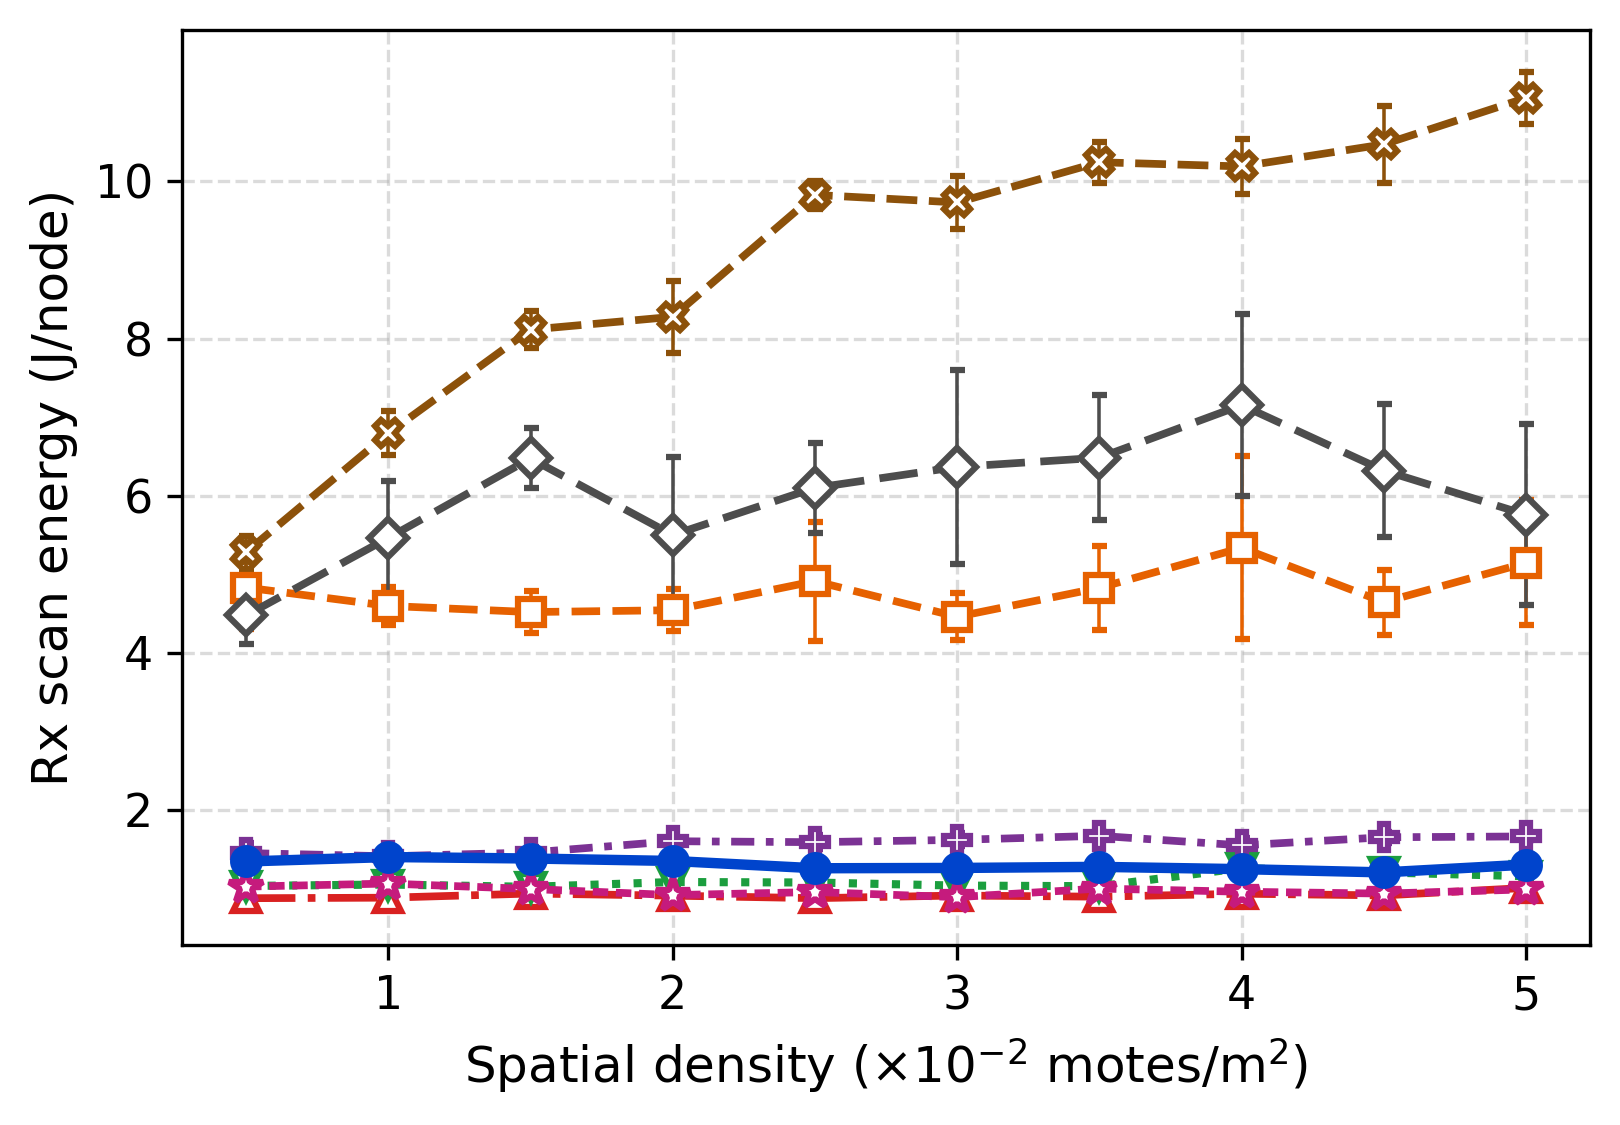 Rx scan energy (J/node)
10
8
6
4
2
1 2 3 4 5
Spatial density (×10⁻² motes/m²)